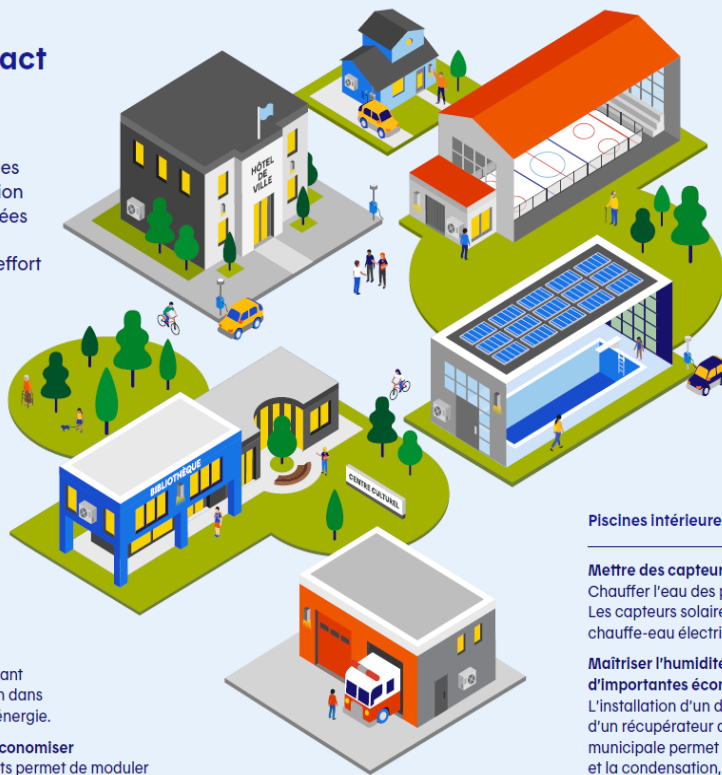 act
es
ion
ées
effort
HÔTEL
DE
VILLE
BIBLIOTHÈQUE
CENTRE CULTUREL
ant
n dans
énergie.
conomiser
ts permet de moduler
Piscines intérieure
Mettre des capteur
Chauffer l'eau des p
Les capteurs solaire
chauffe-eau électri
Maîtriser l'humidité
d'importantes écon
L'installation d'un d
d'un récupérateur d
municipale permet
et la condensation,